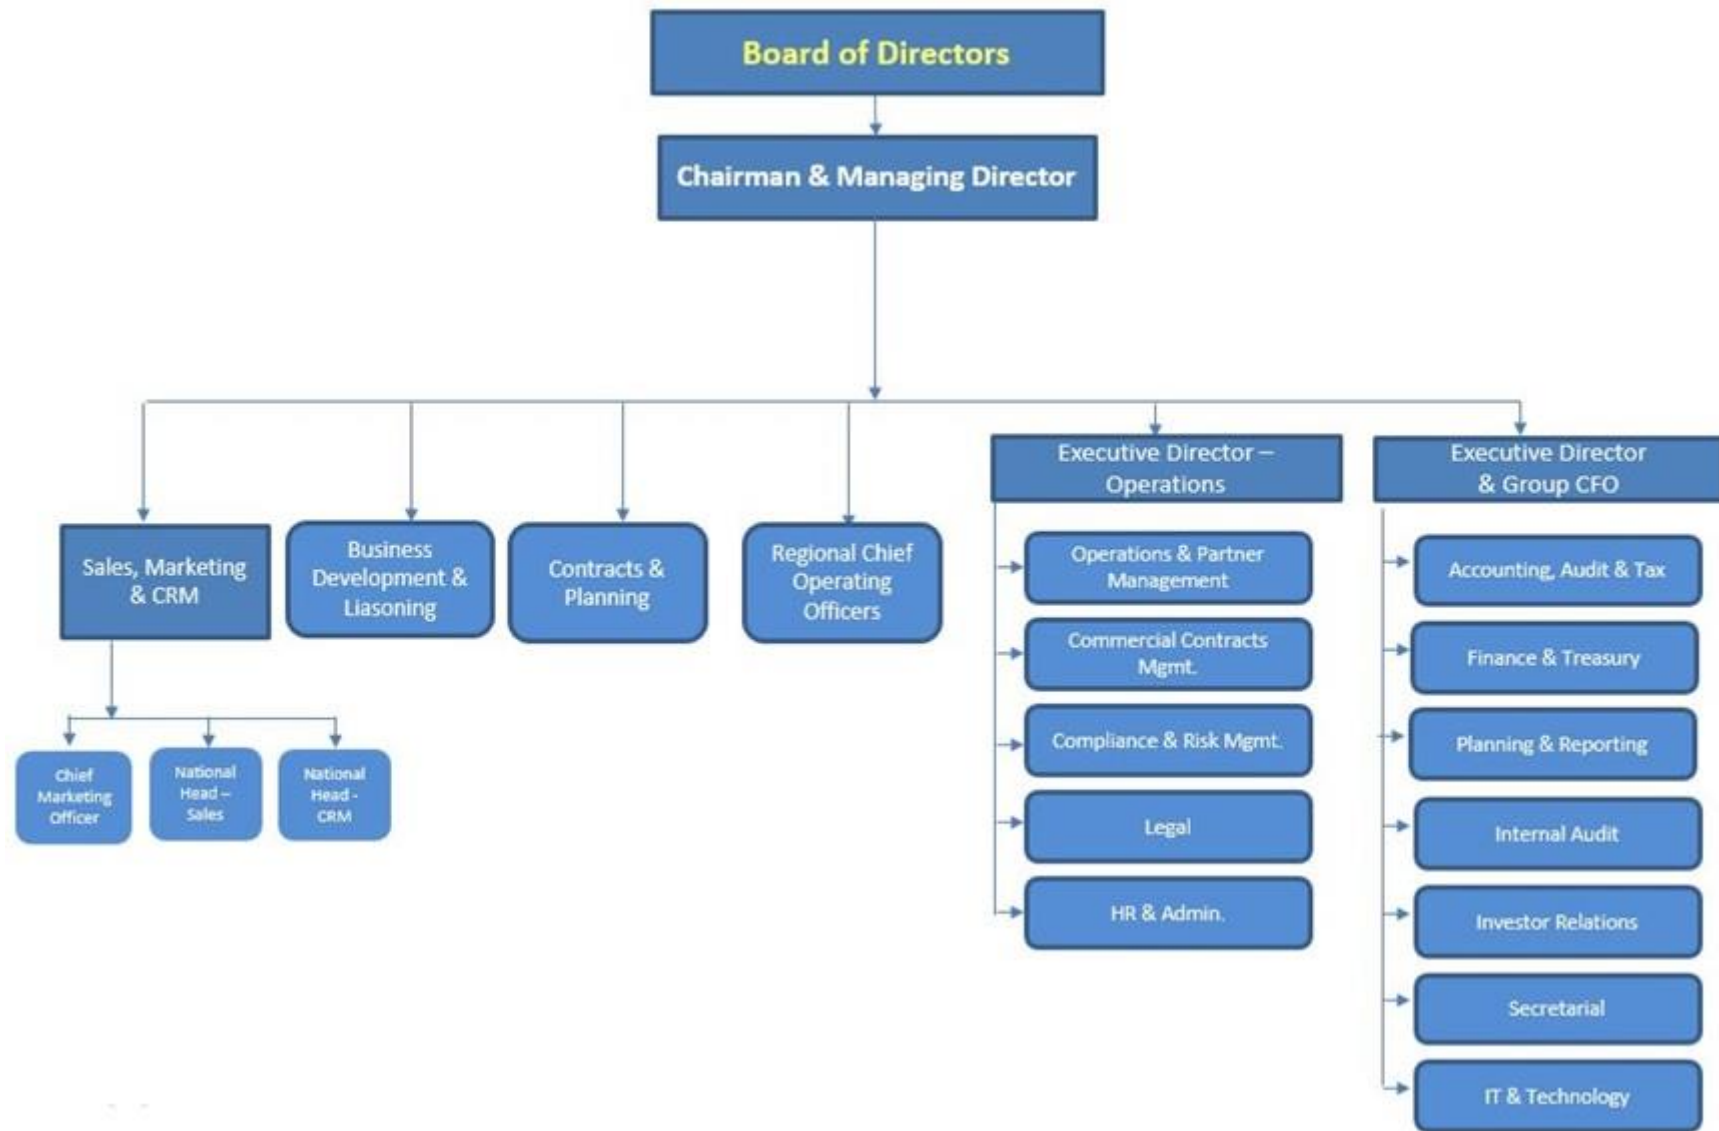 Board of Directors
Chairman & Managing Director
Sales, Marketing
& CRM
Business
Development &
Liasoning
Contracts &
Planning
Regional Chief
Operating
Officers
Executive Director –
Operations
Executive Director
& Group CFO
Chief
Marketing
Officer
National
Head –
Sales
National
Head -
CRM
Operations & Partner
Management
Commercial Contracts
Mgmt.
Compliance & Risk Mgmt.
Legal
HR & Admin.
Accounting, Audit & Tax
Finance & Treasury
Planning & Reporting
Internal Audit
Investor Relations
Secretarial
IT & Technology